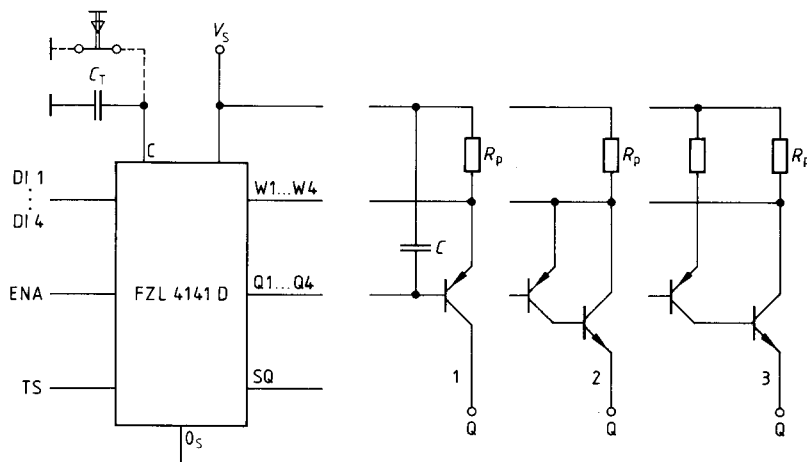 V_S
C_T
C
DI 1
⋮
DI 4
W1...W4
R_p
R_p
R_p
C
ENA
FZL 4141 D
Q1...Q4
TS
SQ
1
2
3
0_S
Q
Q
Q